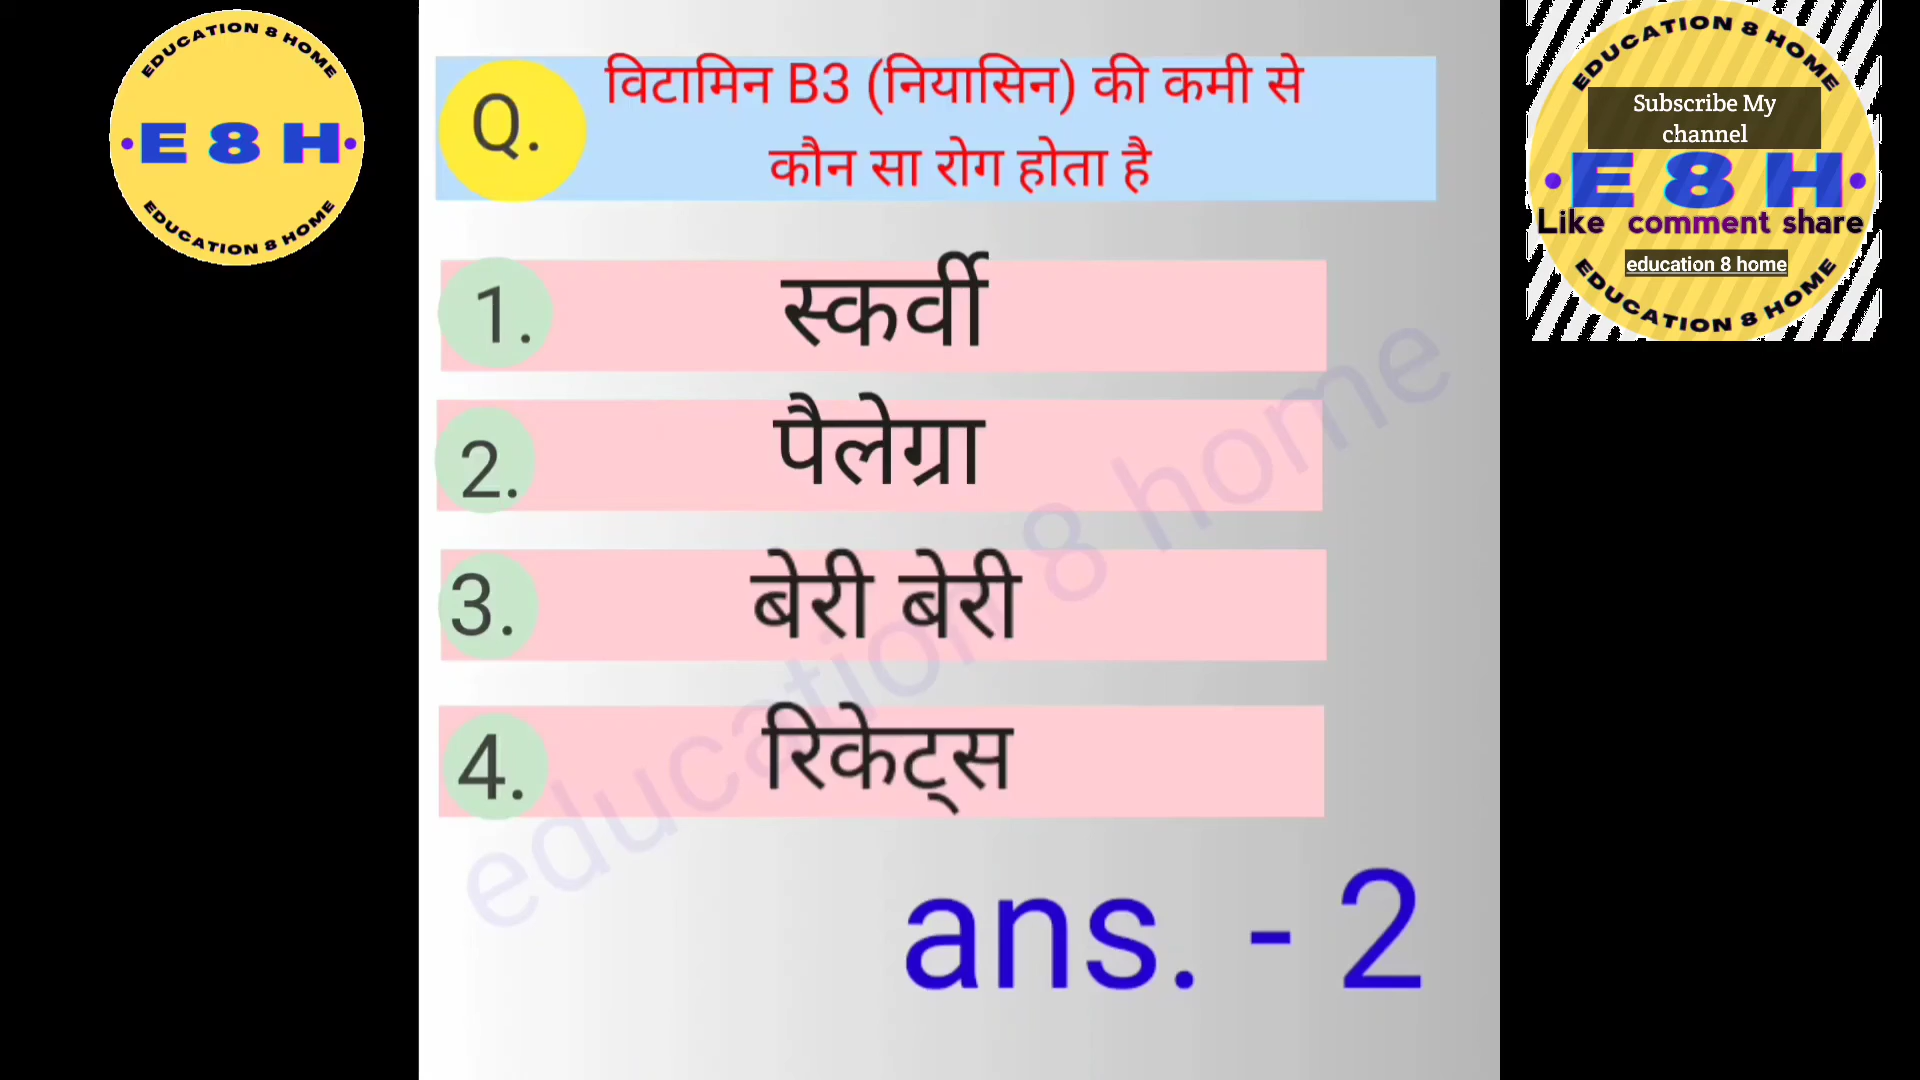 EDUCATION 8 HOME
E 8 H
EDUCATION 8 HOME
Q.
विटामिन B3 (नियासिन) की कमी से
कौन सा रोग होता है
1. स्कर्वी
2. पैलेग्रा
3. बेरी बेरी
4. रिकेट्स
ans. - 2
education 8 home
EDUCATION 8 HOME
Subscribe My
channel
E 8 H
Like comment share
education 8 home
EDUCATION 8 HOME